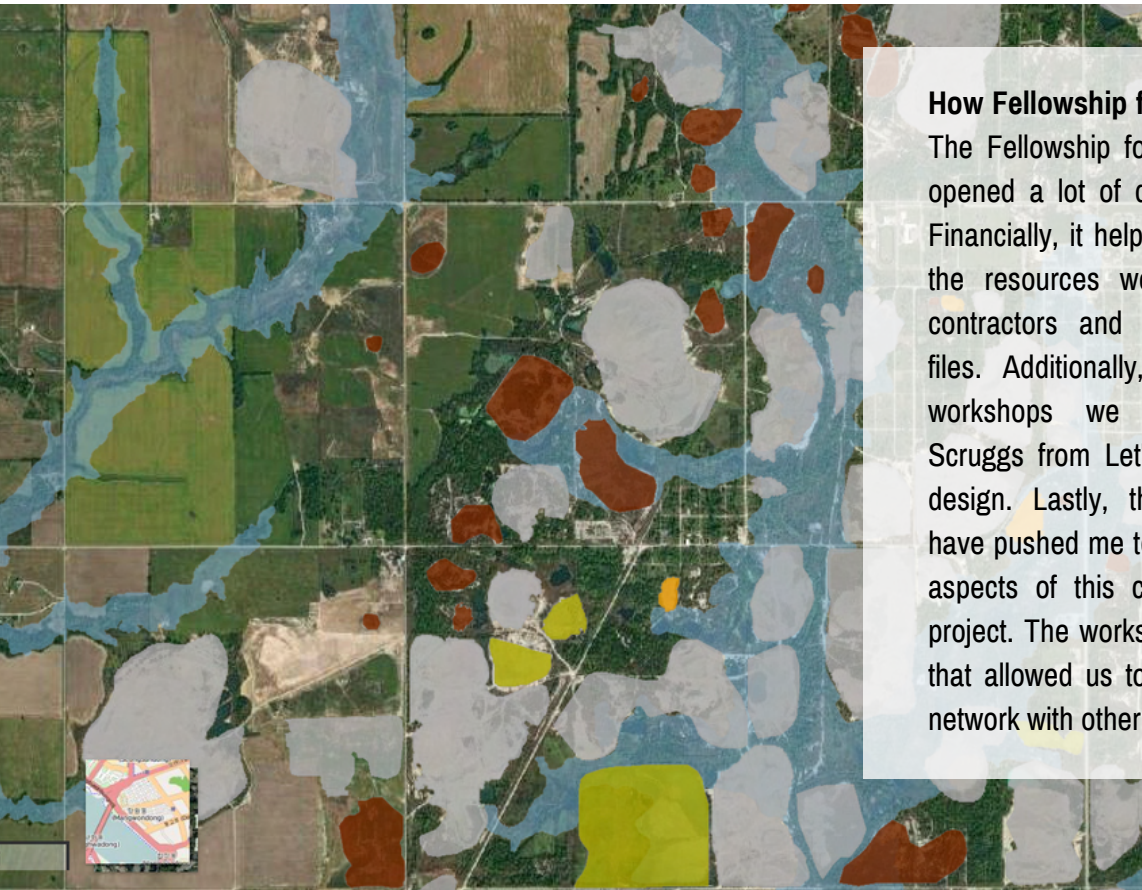 How Fellowship f
The Fellowship fo
opened a lot of
Financially, it help
the resources we
contractors and
files. Additionally,
workshops we
Scruggs from Let
design. Lastly, th
have pushed me to
aspects of this c
project. The works
that allowed us to
network with other
(Mangwondong)